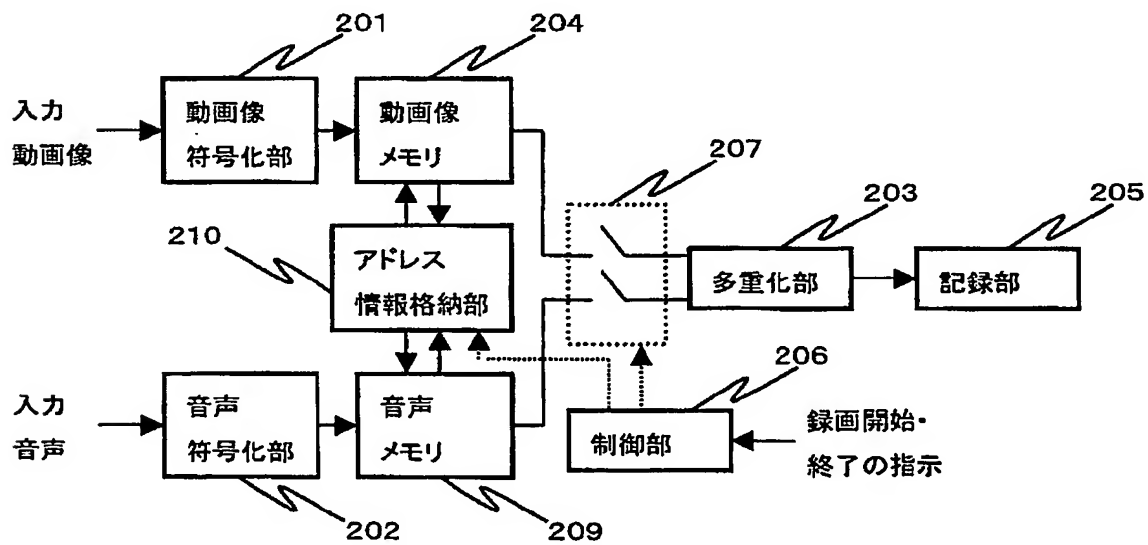 201
204
入力
動画像
動画像
符号化部
動画像
メモリ
207
203
205
210
アドレス
情報格納部
多重化部
記録部
206
入力
音声
音声
符号化部
音声
メモリ
制御部
録画開始・
終了の指示
202
209